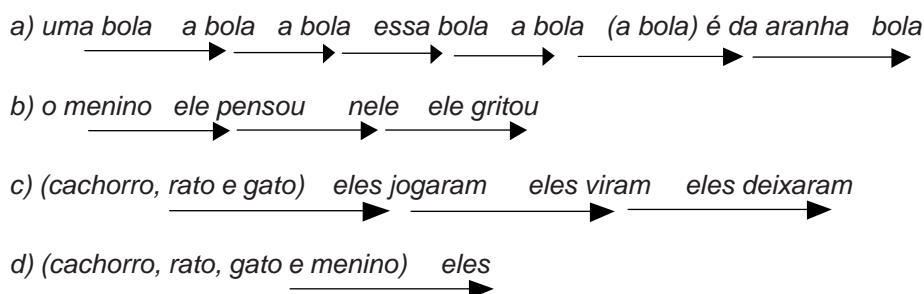 a) uma bola a bola a bola essa bola a bola (a bola) é da aranha bola
b) o menino ele pensou nele ele gritou
c) (cachorro, rato e gato) eles jogaram eles viram eles deixaram
d) (cachorro, rato, gato e menino) eles